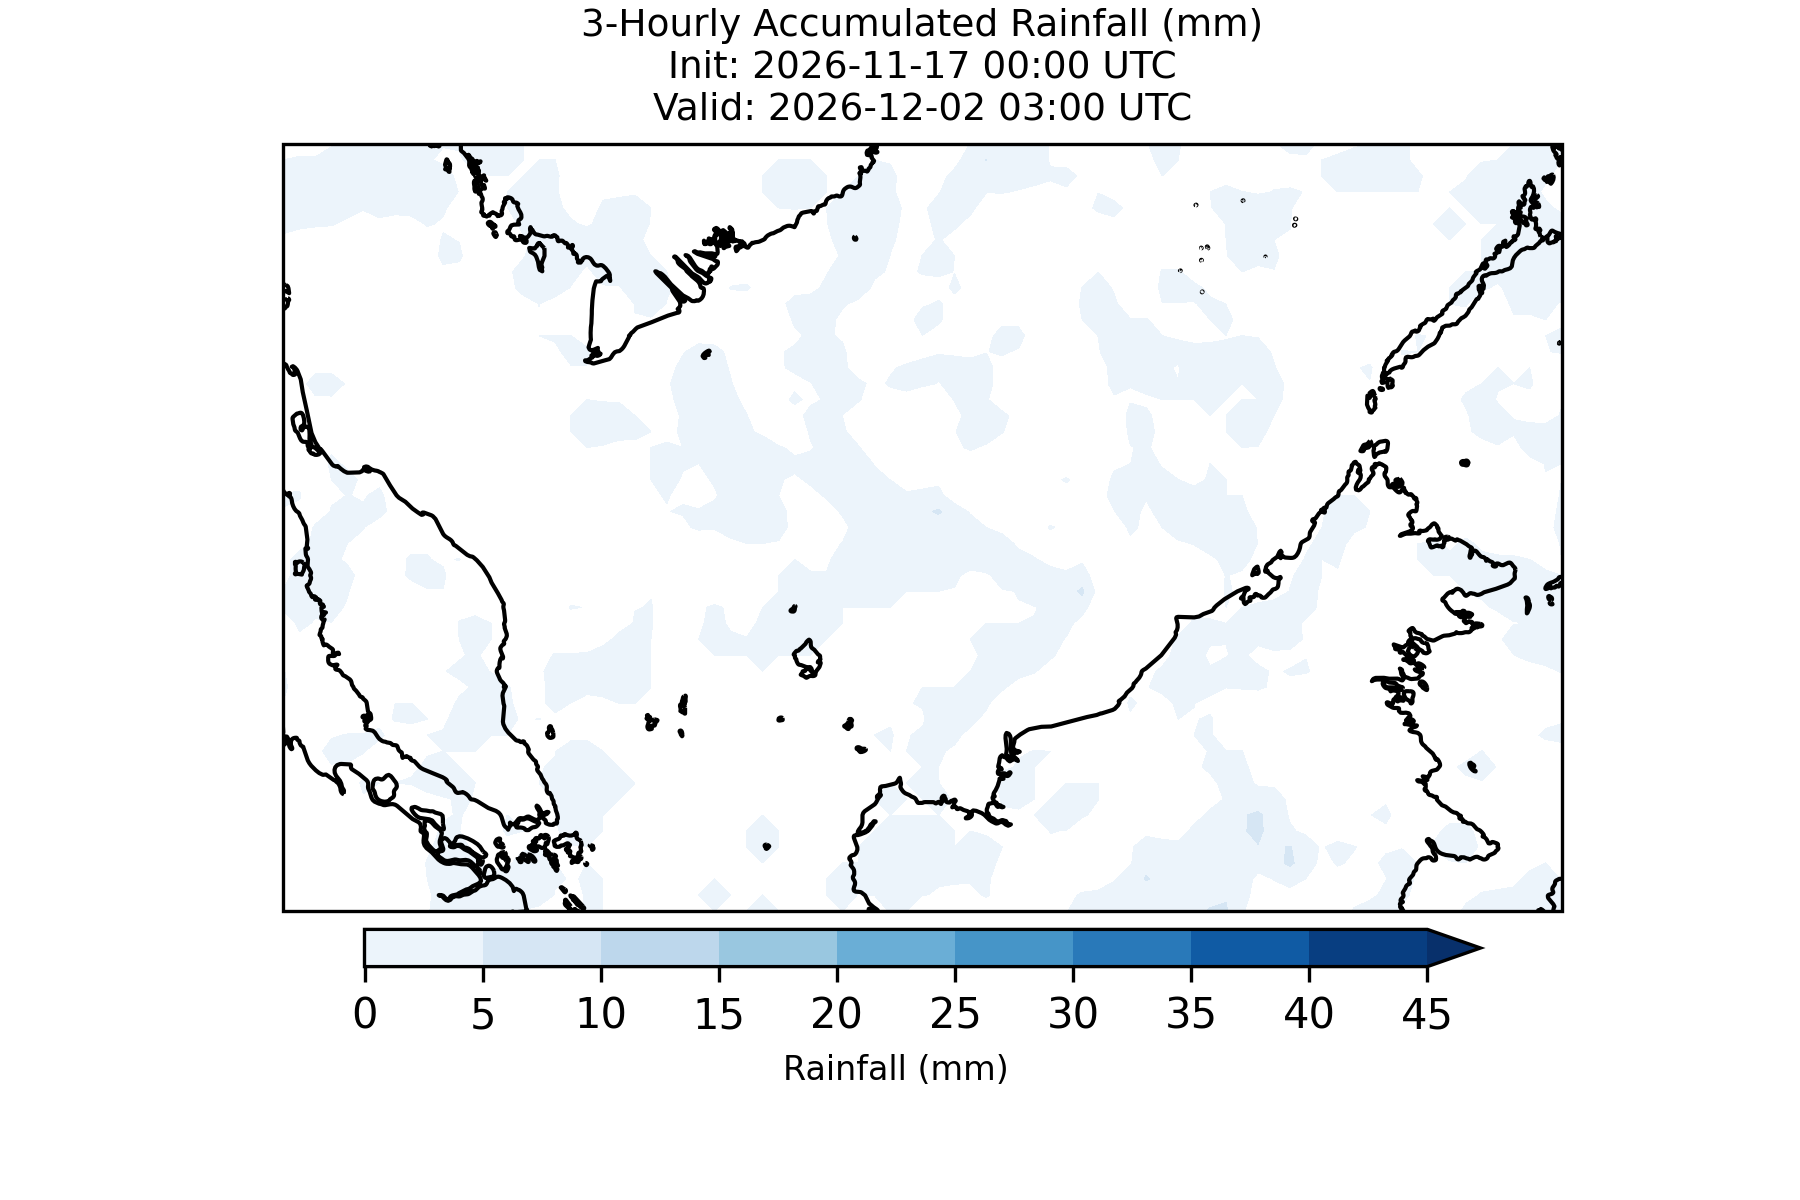 3-Hourly Accumulated Rainfall (mm)
Init: 2026-11-17 00:00 UTC
Valid: 2026-12-02 03:00 UTC
0 5 10 15 20 25 30 35 40 45
Rainfall (mm)